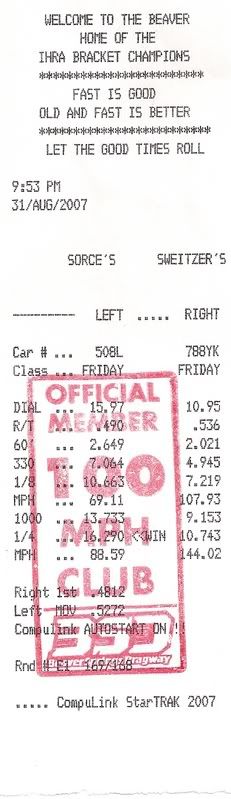 WELCOME TO THE BEAVER
HOME OF THE
IHRA BRACKET CHAMPIONS
*************************
FAST IS GOOD
OLD AND FAST IS BETTER
**************************
LET THE GOOD TIMES ROLL
9:53 PM
31/AUG/2007
SORCE'S SWEITZER'S
---------- LEFT ..... RIGHT
Car # ... 508L 788YK
Class ... FRIDAY FRIDAY
OFFICIAL
MEMBER
MPH
CLUB
DIAL ... 15.97 10.95
R/T ... .490 .536
60' ... 2.649 2.021
330 ... 7.064 4.945
1/8 ... 10.663 7.219
MPH ... 69.11 107.93
1000 ... 13.733 9.153
1/4 ... 16.290 <<WIN 10.743
MPH ... 88.59 144.02
Right 1st .4812
Left MOV .5272
Compulink AUTOSTART ON !!
Rnd # E1 169/168
..... CompuLink StarTRAK 2007